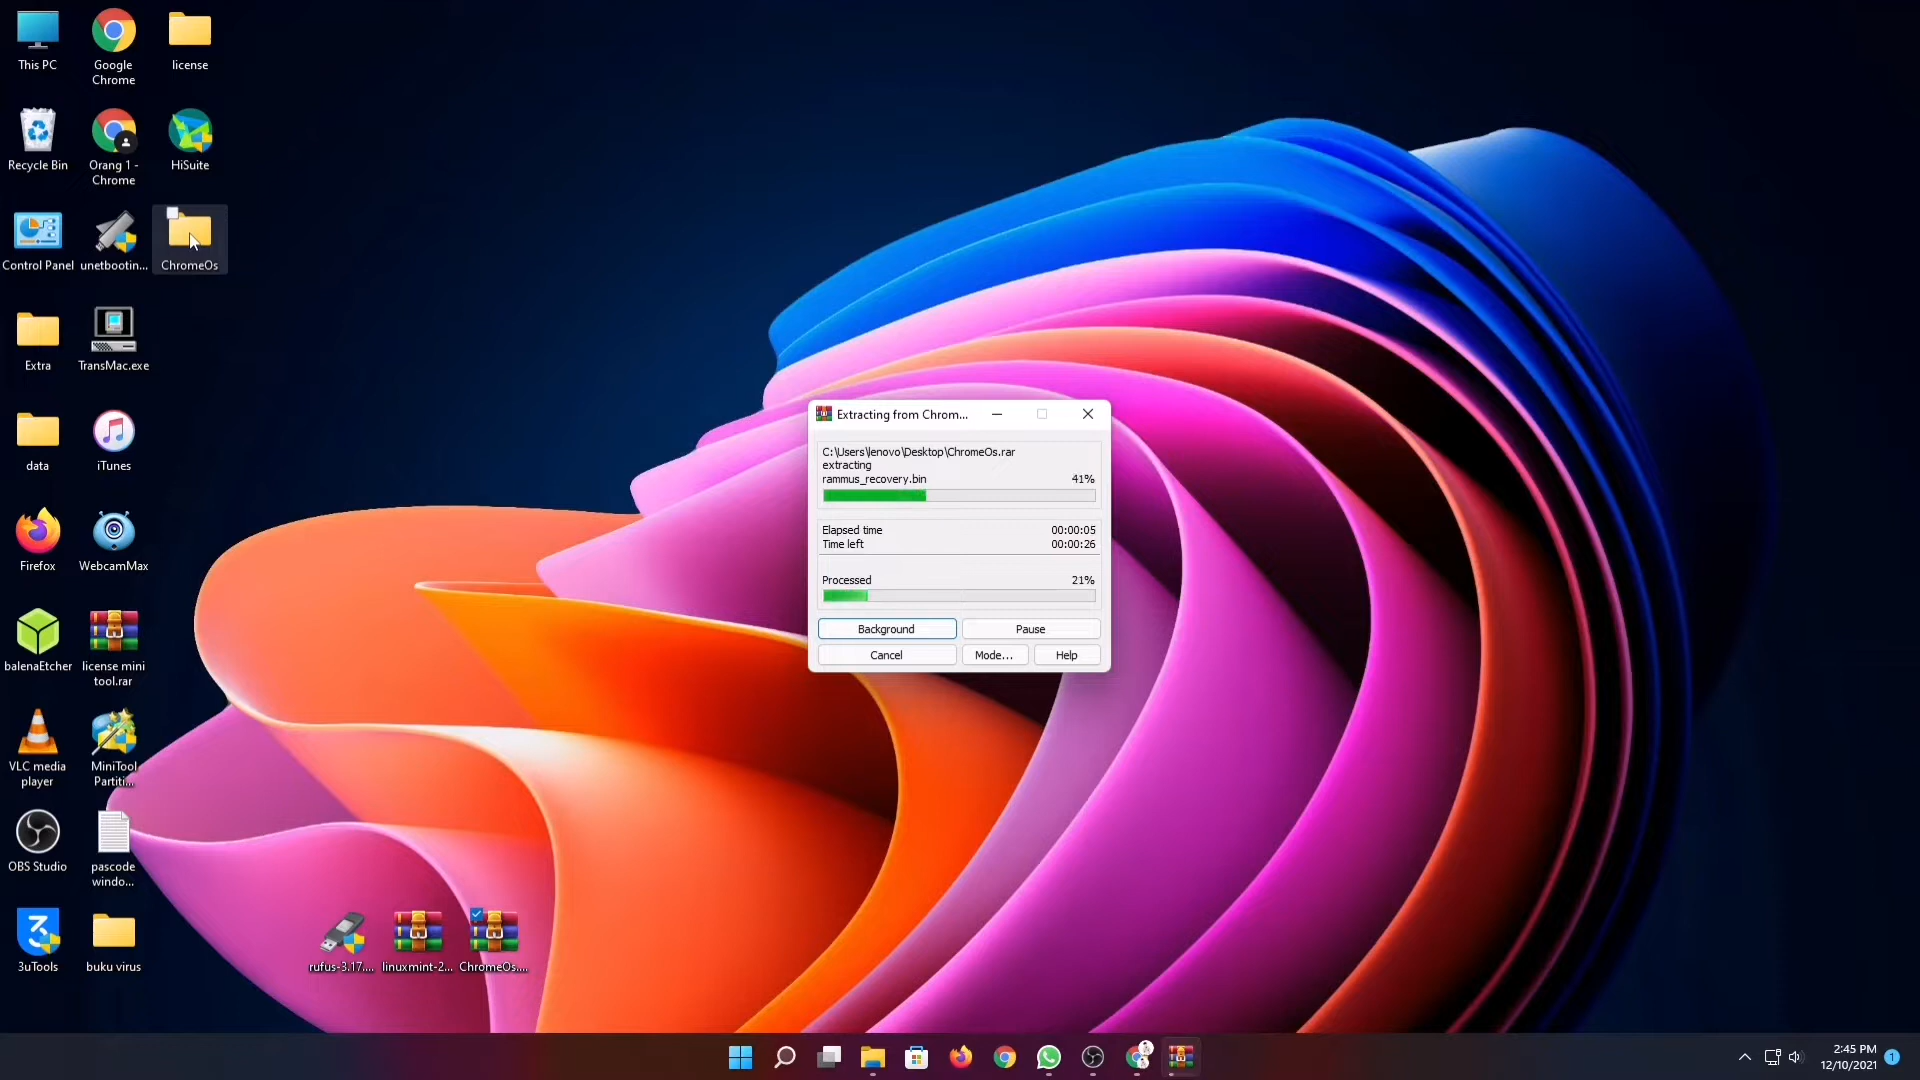 This PC
Google
Chrome
license
Recycle Bin
Orang 1 -
Chrome
HiSuite
Control Panel
unetbootin...
ChromeOs
Extra
TransMac.exe
data
iTunes
Firefox
WebcamMax
balenaEtcher
license mini
tool.rar
VLC media
player
MiniTool
Partiti...
OBS Studio
pascode
windo...
3uTools
buku virus
rufus-3.17....
linuxmint-2...
ChromeOs....
Extracting from Chrom...
C:\Users\lenovo\Desktop\ChromeOs.rar
extracting
rammus_recovery.bin 41%
Elapsed time 00:00:05
Time left 00:00:26
Processed 21%
Background Pause
Cancel Mode... Help
2:45 PM
12/10/2021
1